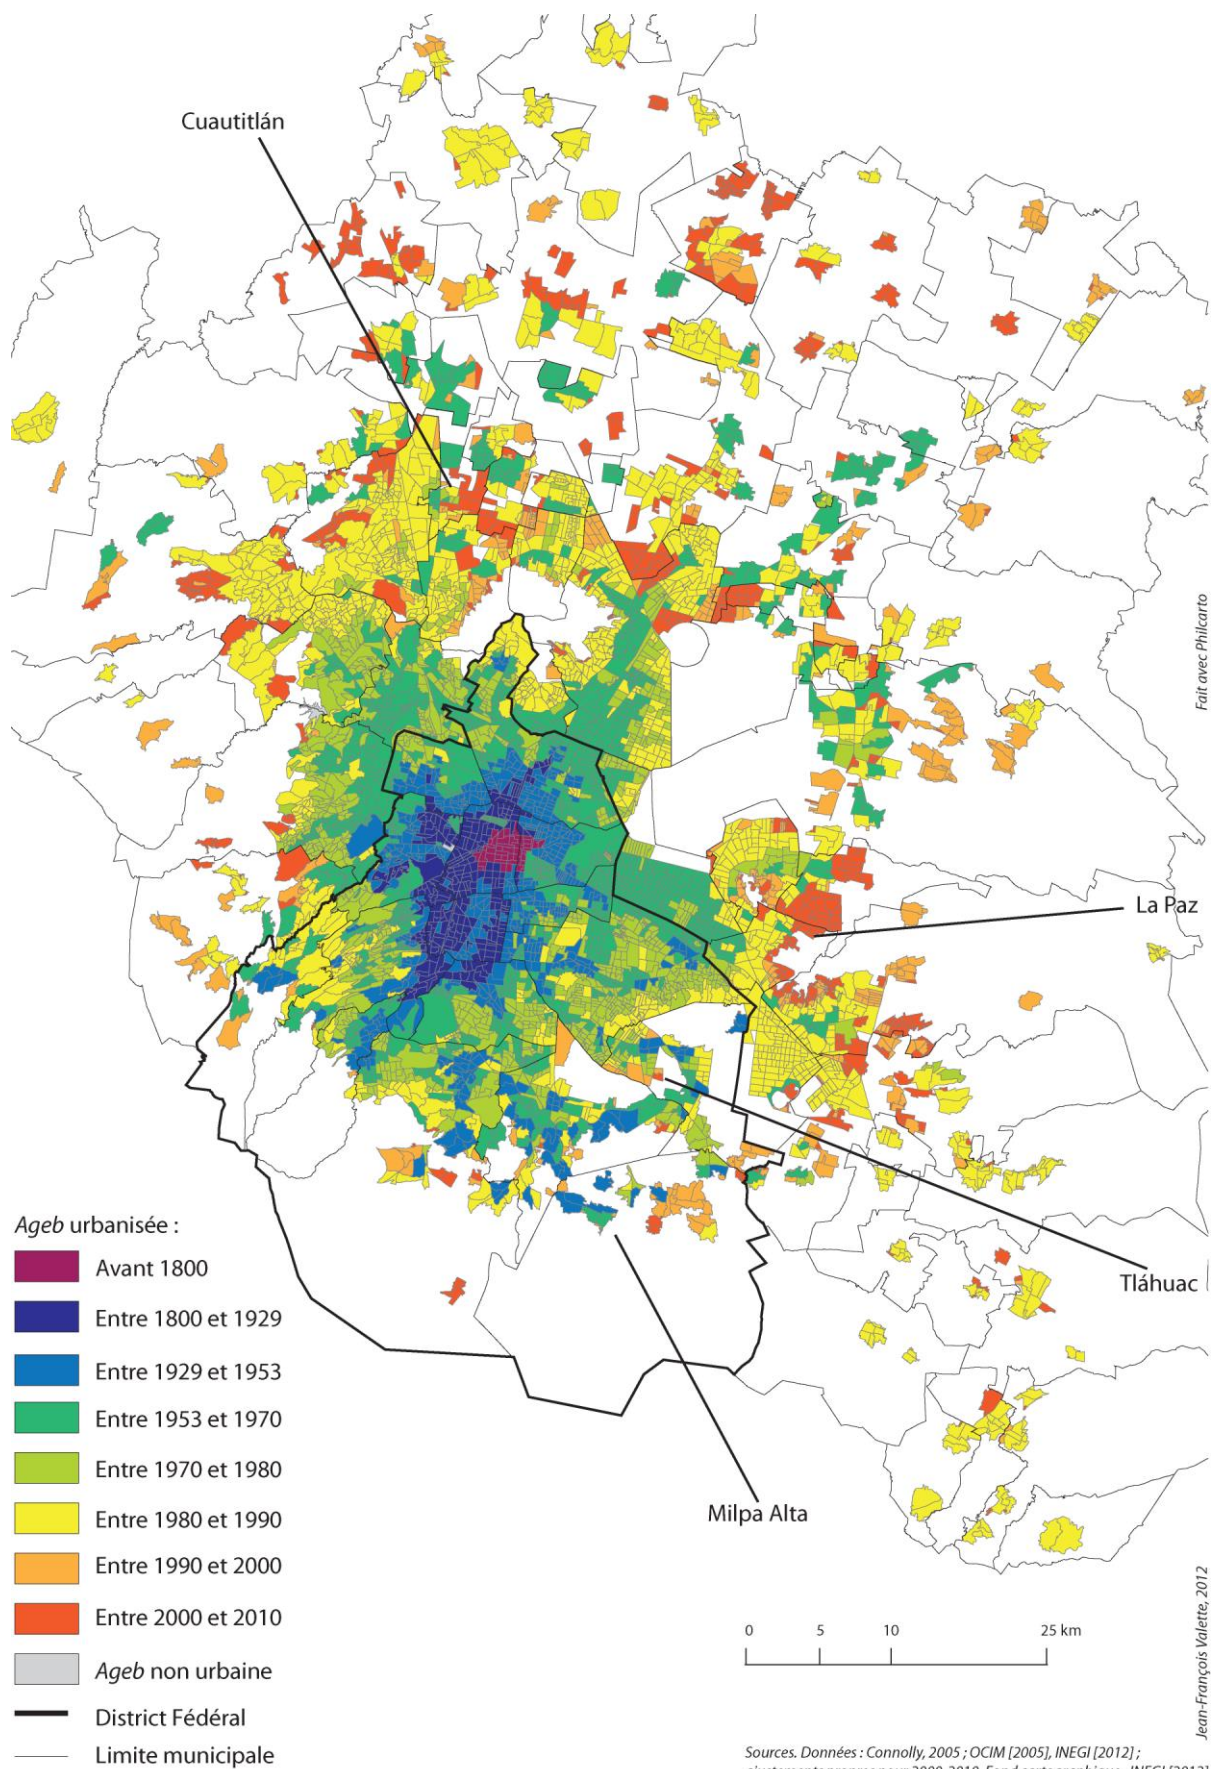 Cuautitlán
Fait avec Philcarto
La Paz
Tláhuac
Milpa Alta
Ageb urbanisée :
Avant 1800
Entre 1800 et 1929
Entre 1929 et 1953
Entre 1953 et 1970
Entre 1970 et 1980
Entre 1980 et 1990
Entre 1990 et 2000
Entre 2000 et 2010
Ageb non urbaine
District Fédéral
Limite municipale
0 5 10 25 km
Jean-François Valette, 2012
Sources. Données : Connolly, 2005 ; OCIM [2005], INEGI [2012] ;